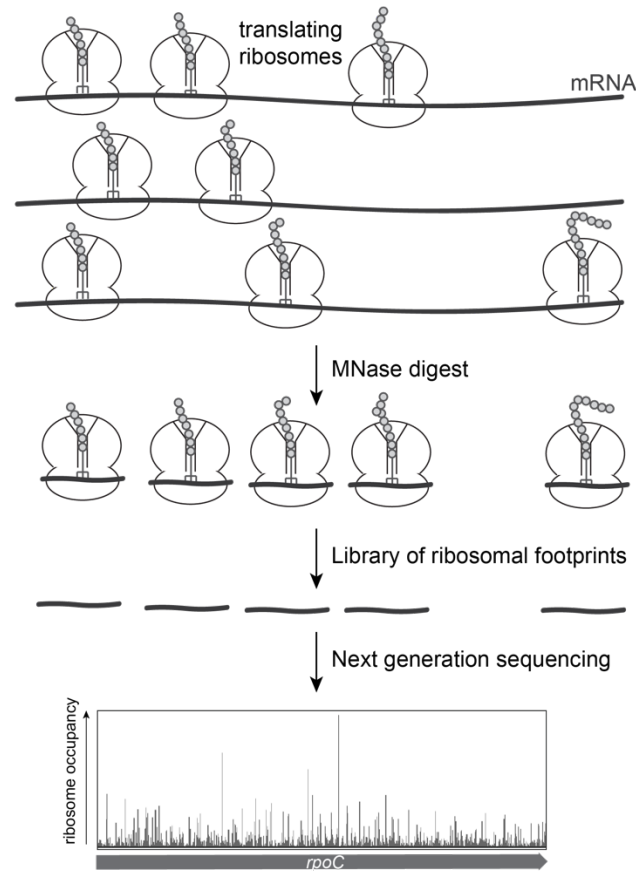 translating
ribosomes
mRNA
MNase digest
Library of ribosomal footprints
Next generation sequencing
ribosome occupancy
rpoC